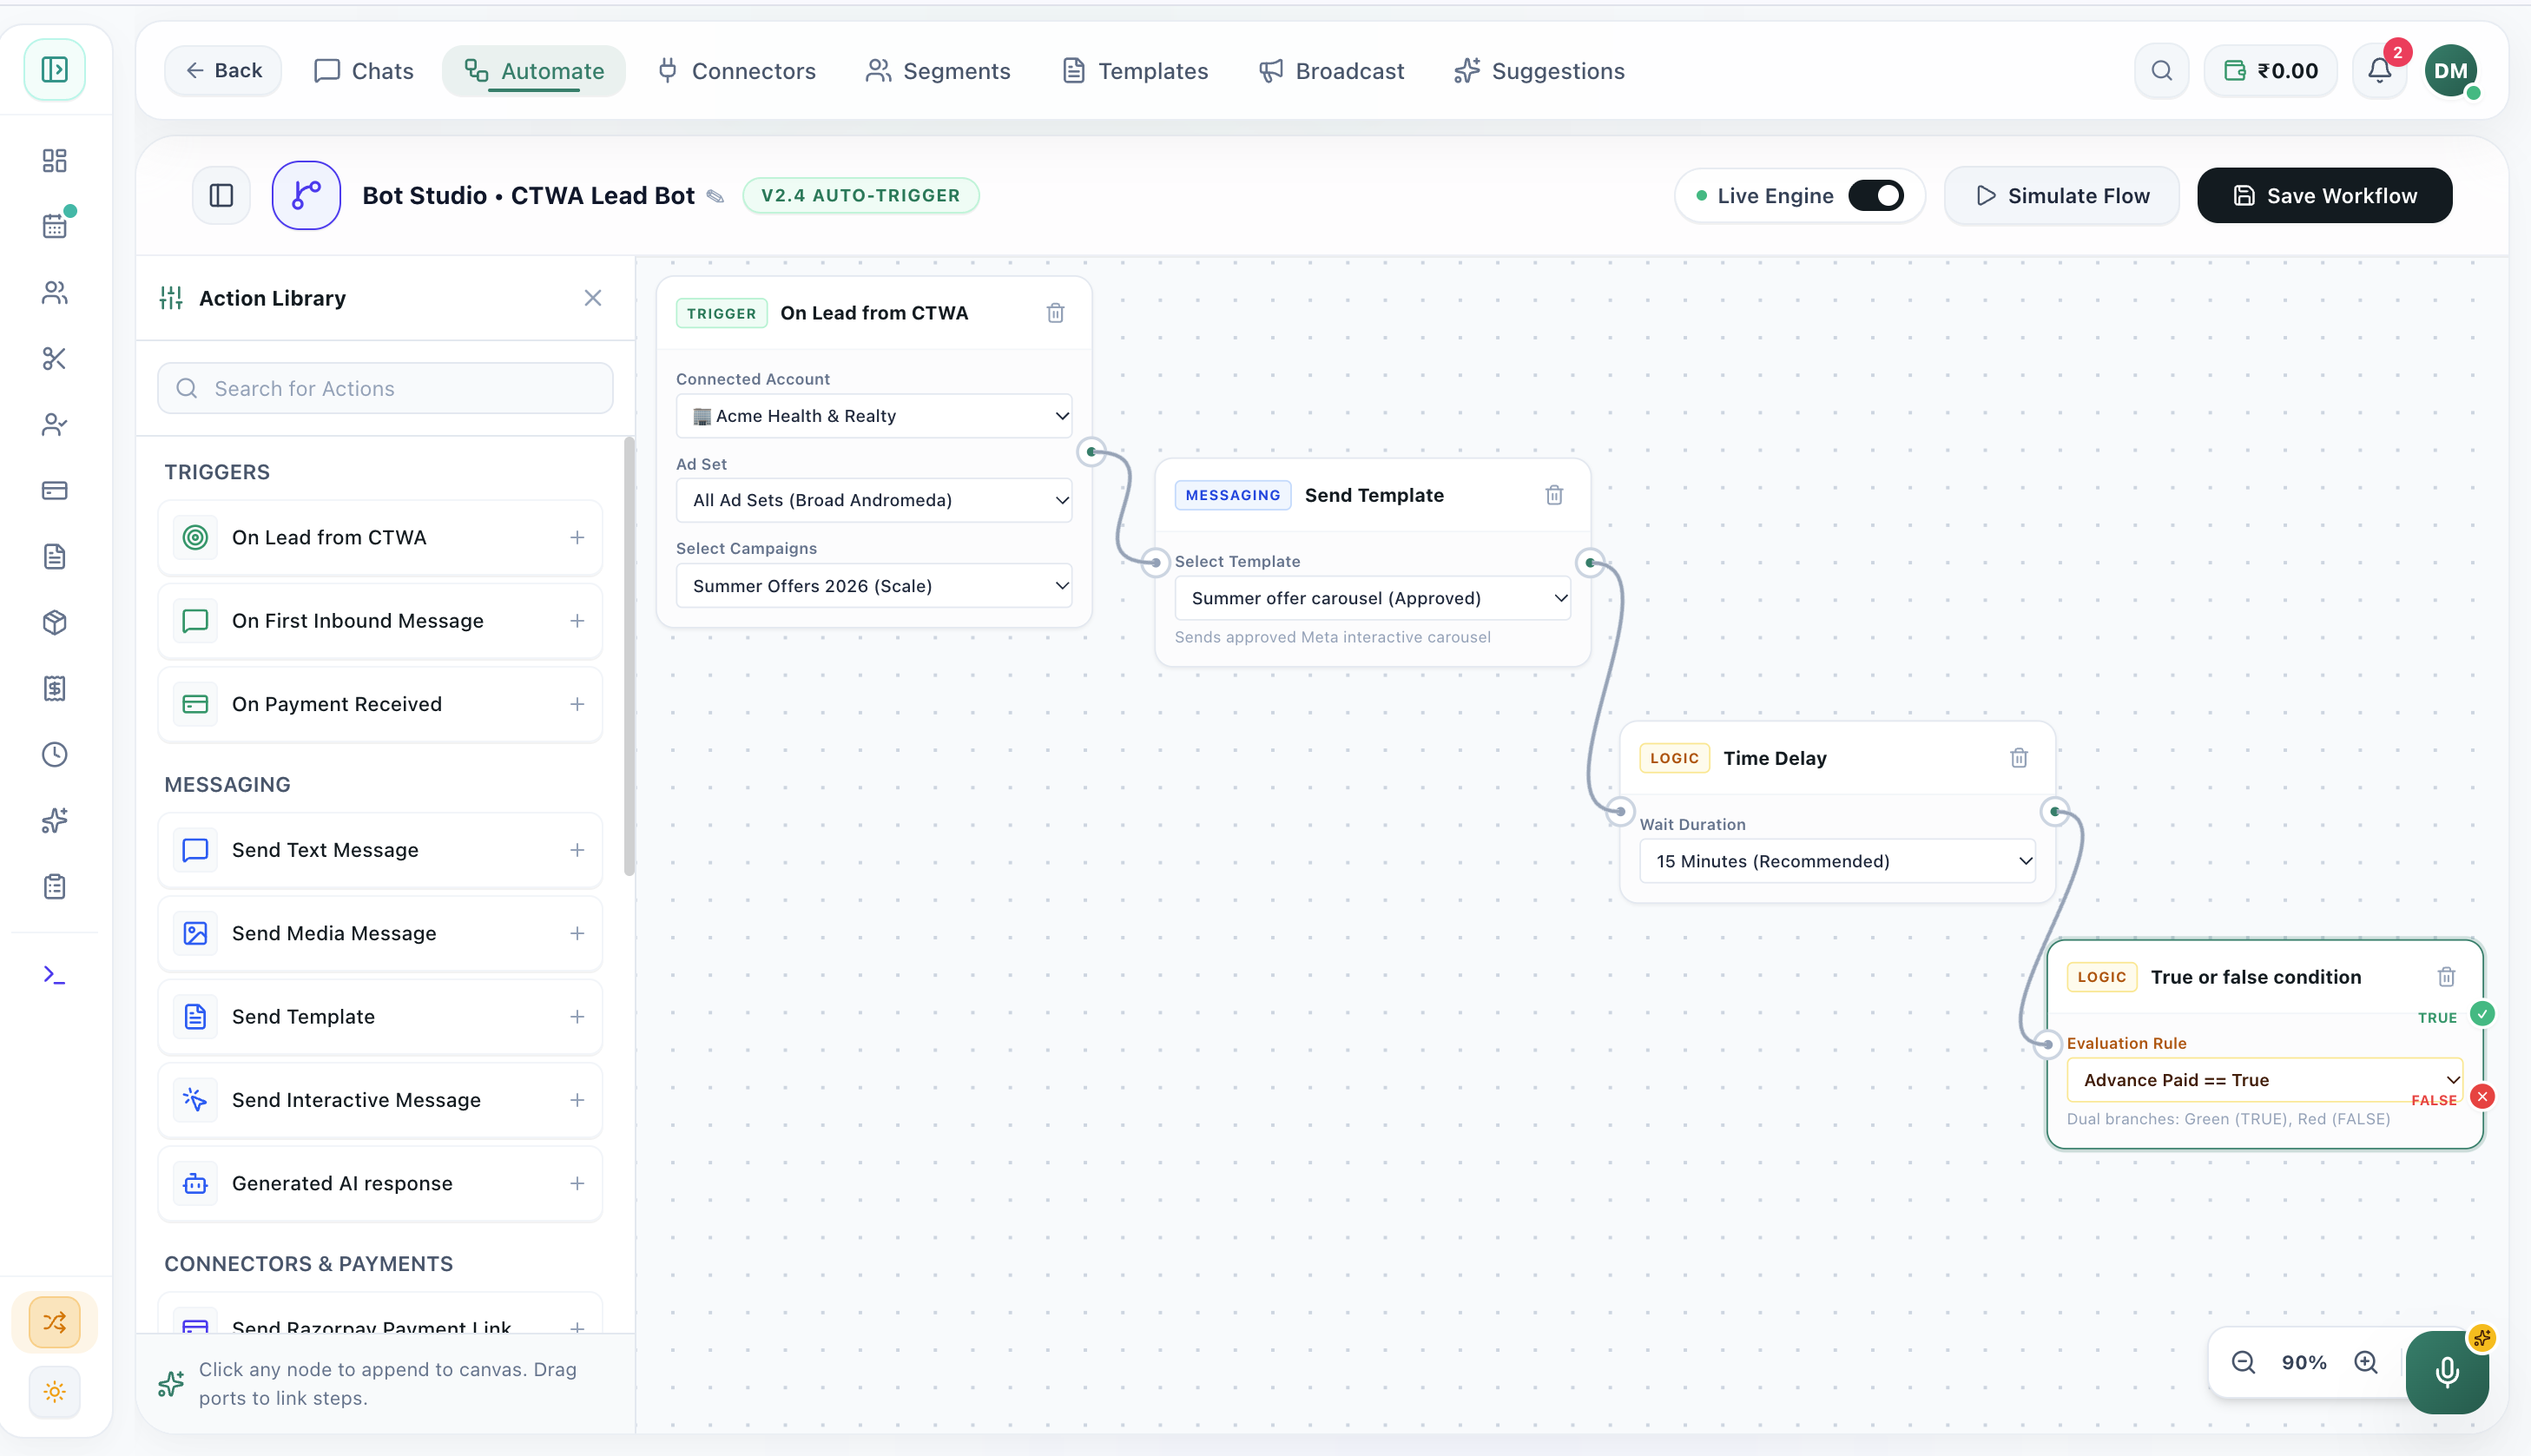 Back
Chats
Automate
Connectors
Segments
Templates
Broadcast
Suggestions
₹0.00
2
DM
Bot Studio • CTWA Lead Bot
V2.4 AUTO-TRIGGER
Live Engine
Simulate Flow
Save Workflow
Action Library
Search for Actions
TRIGGERS
On Lead from CTWA
On First Inbound Message
On Payment Received
MESSAGING
Send Text Message
Send Media Message
Send Template
Send Interactive Message
Generated AI response
CONNECTORS & PAYMENTS
Send Razorpay Payment Link
Click any node to append to canvas. Drag
ports to link steps.
TRIGGER On Lead from CTWA
Connected Account
Acme Health & Realty
Ad Set
All Ad Sets (Broad Andromeda)
Select Campaigns
Summer Offers 2026 (Scale)
MESSAGING Send Template
Select Template
Summer offer carousel (Approved)
Sends approved Meta interactive carousel
LOGIC Time Delay
Wait Duration
15 Minutes (Recommended)
LOGIC True or false condition
TRUE
Evaluation Rule
Advance Paid == True
FALSE
Dual branches: Green (TRUE), Red (FALSE)
90%